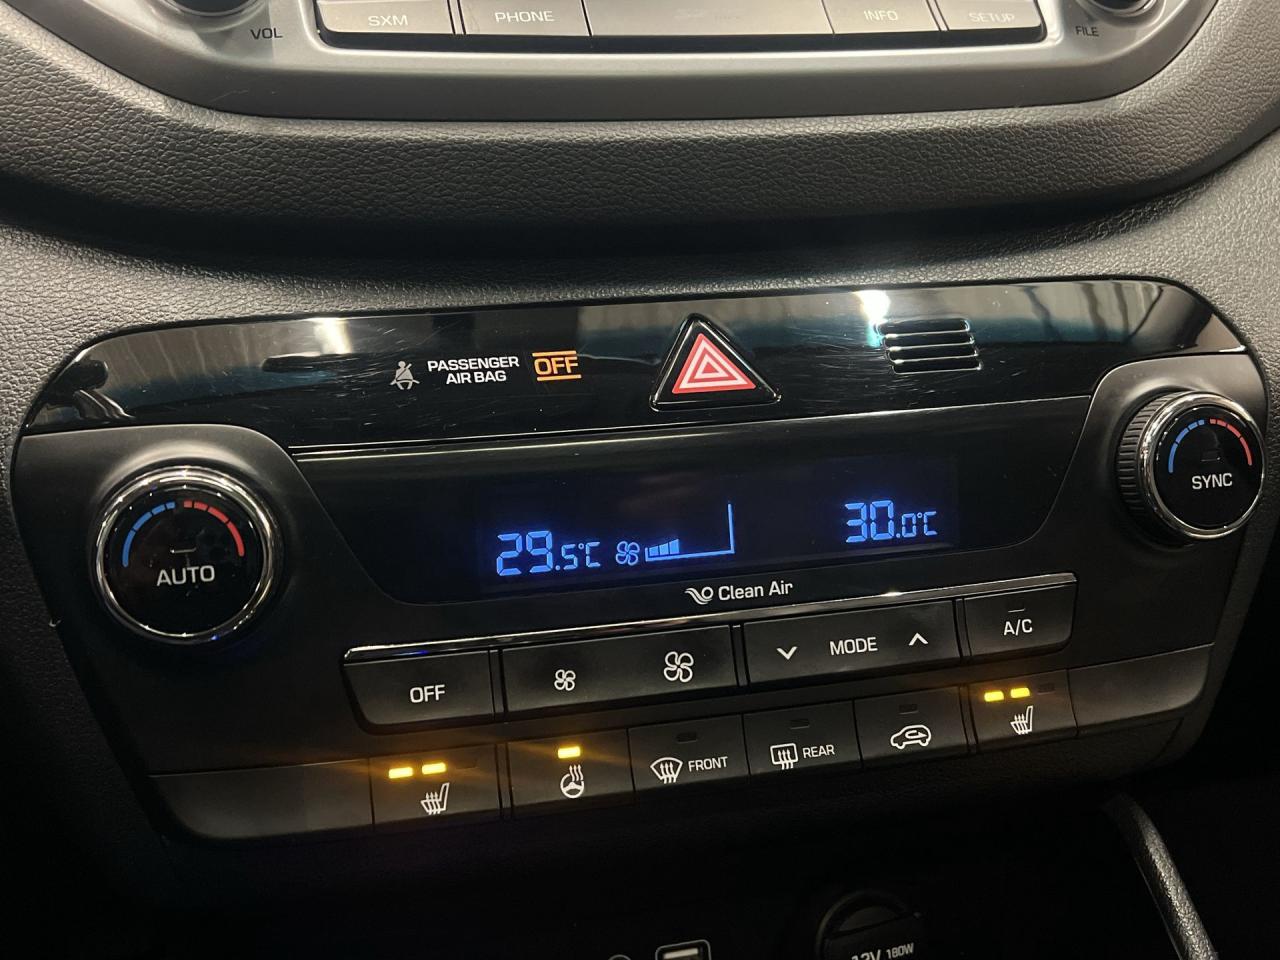 SXM PHONE INFO SETUP
VOL FILE
PASSENGER AIR BAG OFF
AUTO
SYNC
29.5°C 30.0°C
Clean Air
OFF MODE A/C
FRONT REAR
12V 180W